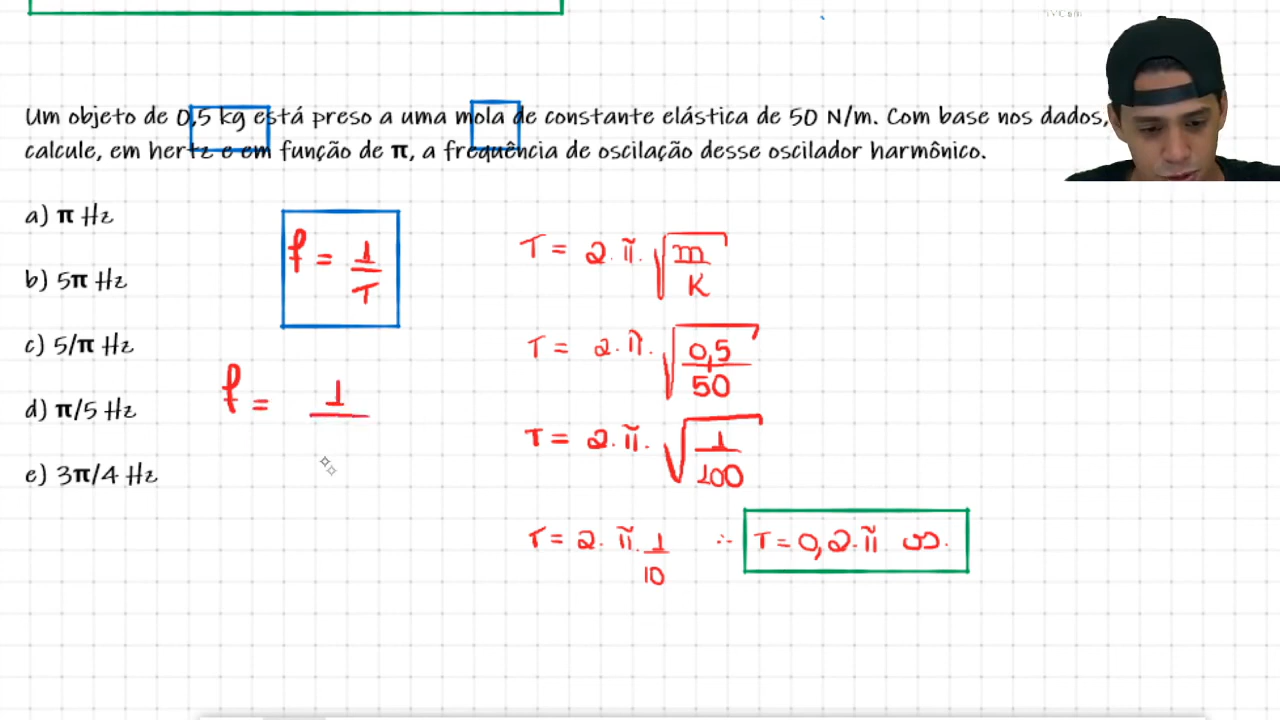 Um objeto de 0,5 kg está preso a uma mola de constante elástica de 50 N/m. Com base nos dados,
calcule, em hertz e em função de π, a frequência de oscilação desse oscilador harmônico.
a) π Hz
b) 5π Hz
c) 5/π Hz
d) π/5 Hz
e) 3π/4 Hz
f = 1/T
f = 1
T = 2.π.√(m/K)
T = 2.π.√(0,5/50)
T = 2.π.√(1/100)
T = 2.π.1/10 ∴ T = 0,2.π